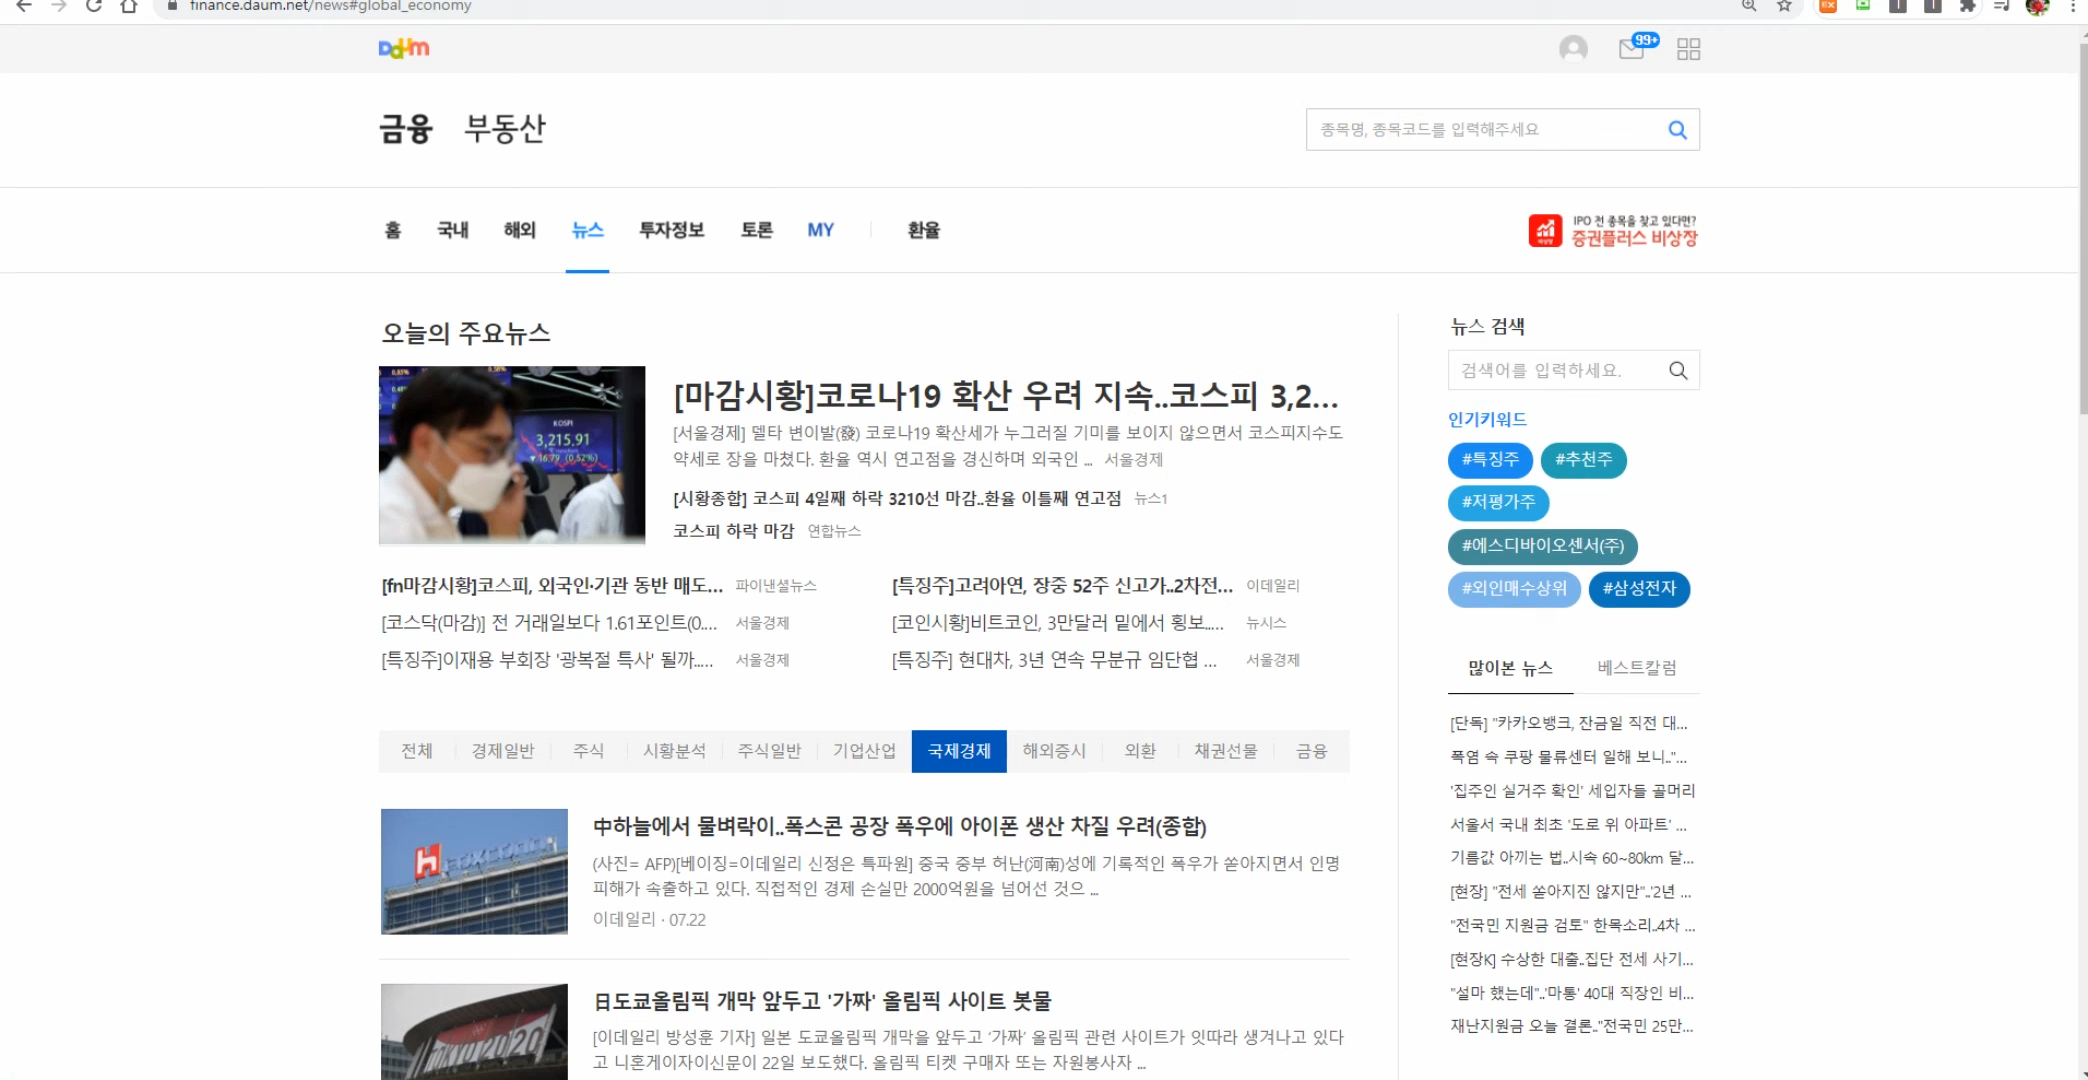 finance.daum.net/news#global_economy
Daum
99+
금융 부동산
종목명, 종목코드를 입력해주세요
홈 국내 해외 뉴스 투자정보 토론 MY 환율
IPO 전 종목을 찾고 있다면?
증권플러스 비상장
오늘의 주요뉴스
KOSPI
3,215.91
▼16.79 (0.52%)
[마감시황]코로나19 확산 우려 지속..코스피 3,2...
[서울경제] 델타 변이발(發) 코로나19 확산세가 누그러질 기미를 보이지 않으면서 코스피지수도
약세로 장을 마쳤다. 환율 역시 연고점을 경신하며 외국인 ... 서울경제
[시황종합] 코스피 4일째 하락 3210선 마감..환율 이틀째 연고점 뉴스1
코스피 하락 마감 연합뉴스
[fn마감시황]코스피, 외국인·기관 동반 매도... 파이낸셜뉴스
[코스닥(마감)] 전 거래일보다 1.61포인트(0.... 서울경제
[특징주]이재용 부회장 '광복절 특사' 될까..... 서울경제
[특징주]고려아연, 장중 52주 신고가..2차전... 이데일리
[코인시황]비트코인, 3만달러 밑에서 횡보..... 뉴시스
[특징주] 현대차, 3년 연속 무분규 임단협 ... 서울경제
전체 경제일반 주식 시황분석 주식일반 기업산업 국제경제 해외증시 외환 채권선물 금융
中하늘에서 물벼락이..폭스콘 공장 폭우에 아이폰 생산 차질 우려(종합)
(사진= AFP)[베이징=이데일리 신정은 특파원] 중국 중부 허난(河南)성에 기록적인 폭우가 쏟아지면서 인명
피해가 속출하고 있다. 직접적인 경제 손실만 2000억원을 넘어선 것으 ...
이데일리 · 07.22
TOKYO 2020
日도쿄올림픽 개막 앞두고 '가짜' 올림픽 사이트 봇물
[이데일리 방성훈 기자] 일본 도쿄올림픽 개막을 앞두고 ‘가짜’ 올림픽 관련 사이트가 잇따라 생겨나고 있다
고 니혼게이자이신문이 22일 보도했다. 올림픽 티켓 구매자 또는 자원봉사자 ...
뉴스 검색
검색어를 입력하세요.
인기키워드
#특징주 #추천주
#저평가주
#에스디바이오센서(주)
#외인매수상위 #삼성전자
많이본 뉴스 베스트칼럼
[단독] "카카오뱅크, 잔금일 직전 대...
폭염 속 쿠팡 물류센터 일해 보니.."...
'집주인 실거주 확인' 세입자들 골머리
서울서 국내 최초 '도로 위 아파트' ...
기름값 아끼는 법..시속 60~80km 달...
[현장] "전세 쏟아지진 않지만"..'2년 ...
"전국민 지원금 검토" 한목소리..4차 ...
[현장K] 수상한 대출..집단 전세 사기...
"설마 했는데"..'마통' 40대 직장인 비...
재난지원금 오늘 결론.."전국민 25만...